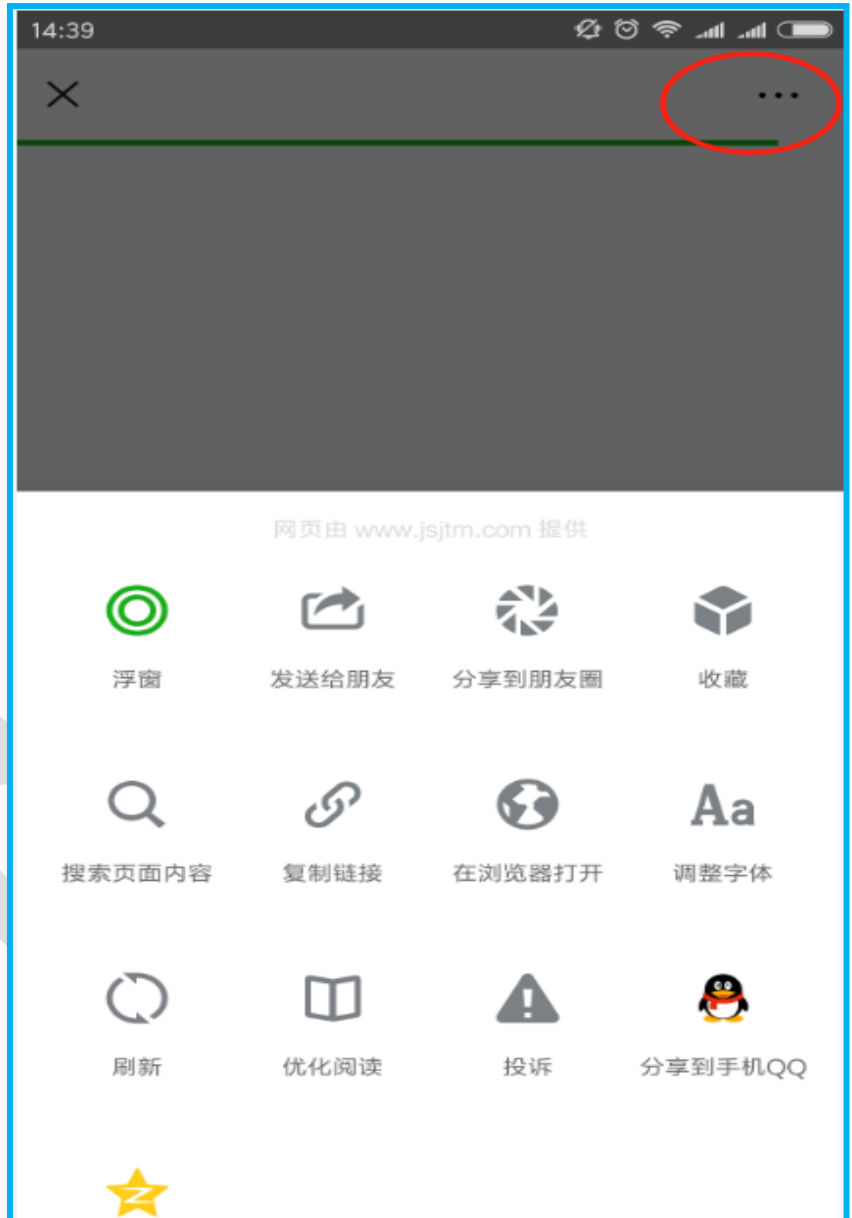 14:39
网页由 www.jsjtm.com 提供
浮窗 发送给朋友 分享到朋友圈 收藏
Aa
搜索页面内容 复制链接 在浏览器打开 调整字体
刷新 优化阅读 投诉 分享到手机QQ